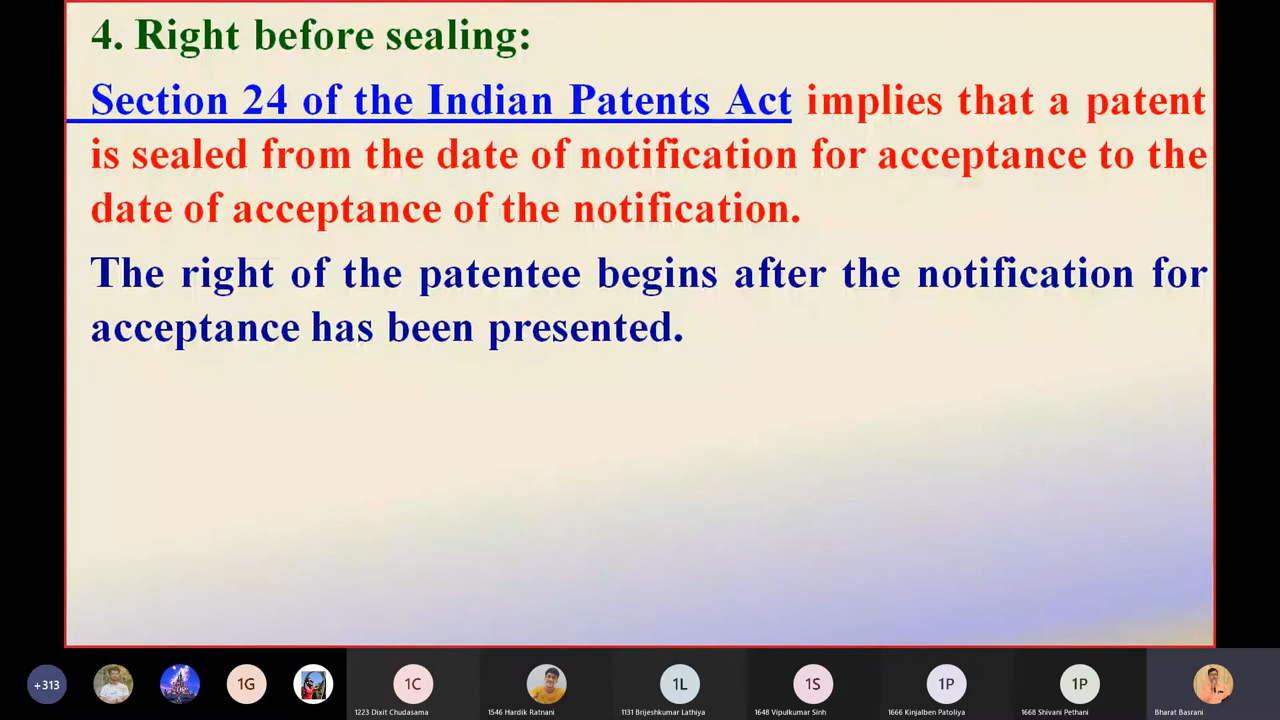 4. Right before sealing:
Section 24 of the Indian Patents Act implies that a patent
is sealed from the date of notification for acceptance to the
date of acceptance of the notification.
The right of the patentee begins after the notification for
acceptance has been presented.
+313
1G
1C
1L
1S
1P
1P
1223 Dixit Chudasama
1546 Hardik Ratnani
1131 Brijeshkumar Lathiya
1648 Vipulkumar Sinh
1666 Kinjalben Patoliya
1668 Shivani Pethani
Bharat Basrani